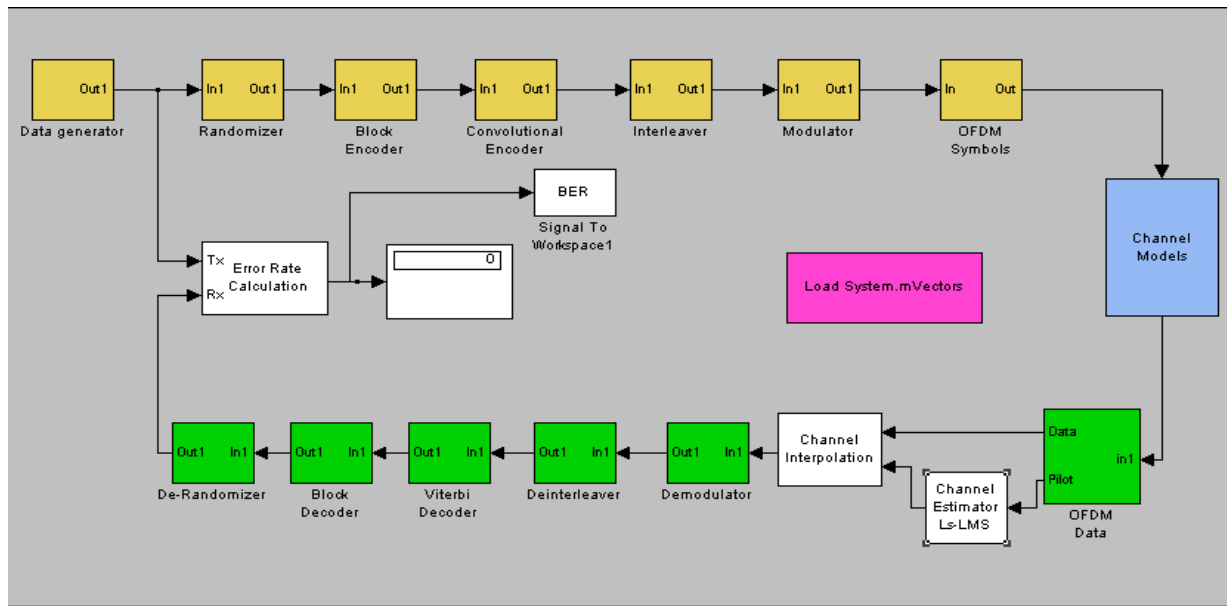 Out1
Data generator
In1 Out1
Randomizer
In1 Out1
Block
Encoder
In1 Out1
Convolutional
Encoder
In1 Out1
Interleaver
In1 Out1
Modulator
In Out
OFDM
Symbols
Channel
Models
BER
Signal To
Workspace1
Tx
Rx
Error Rate
Calculation
0
Load System.mVectors
Out1 In1
De-Randomizer
Out1 In1
Block
Decoder
Out1 In1
Viterbi
Decoder
Out1 In1
Deinterleaver
Out1 In1
Demodulator
Channel
Interpolation
Channel
Estimator
Ls-LMS
Data
in1
Pilot
OFDM
Data